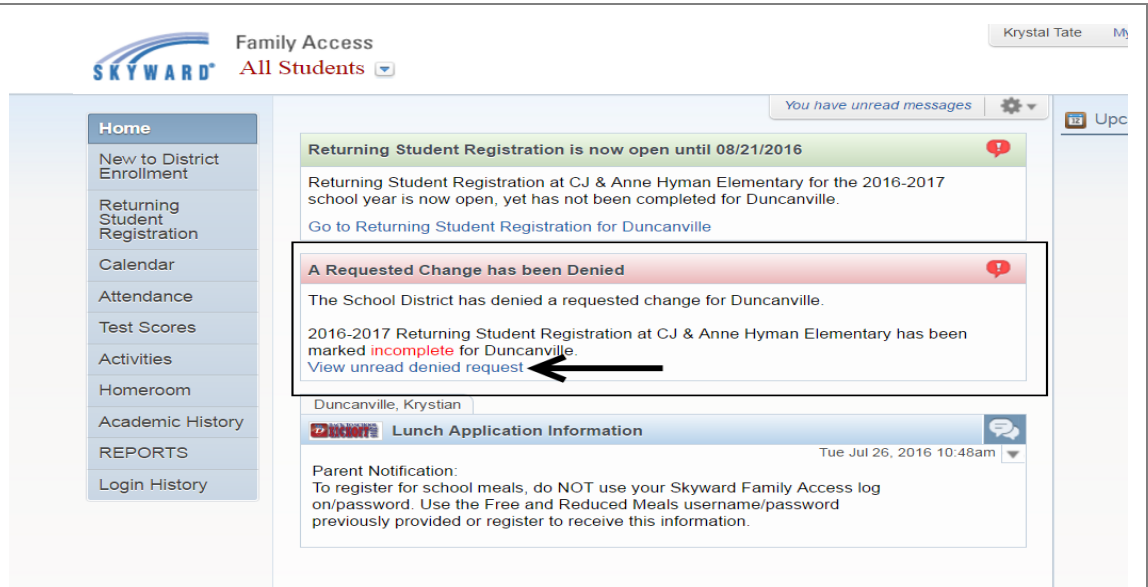 Krystal Tate
SKYWARD®
Family Access
All Students
You have unread messages
Home
New to District
Enrollment
Returning
Student
Registration
Calendar
Attendance
Test Scores
Activities
Homeroom
Academic History
REPORTS
Login History
Returning Student Registration is now open until 08/21/2016
Returning Student Registration at CJ & Anne Hyman Elementary for the 2016-2017
school year is now open, yet has not been completed for Duncanville.
Go to Returning Student Registration for Duncanville
A Requested Change has been Denied
The School District has denied a requested change for Duncanville.
2016-2017 Returning Student Registration at CJ & Anne Hyman Elementary has been
marked incomplete for Duncanville.
View unread denied request
Duncanville, Krystian
Lunch Application Information
Tue Jul 26, 2016 10:48am
Parent Notification:
To register for school meals, do NOT use your Skyward Family Access log
on/password. Use the Free and Reduced Meals username/password
previously provided or register to receive this information.
Upc